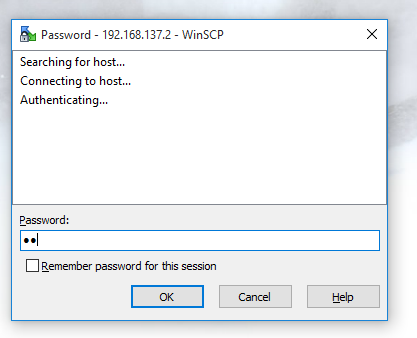 Password - 192.168.137.2 - WinSCP
Searching for host...
Connecting to host...
Authenticating...
Password:
●●
Remember password for this session
OK
Cancel
Help